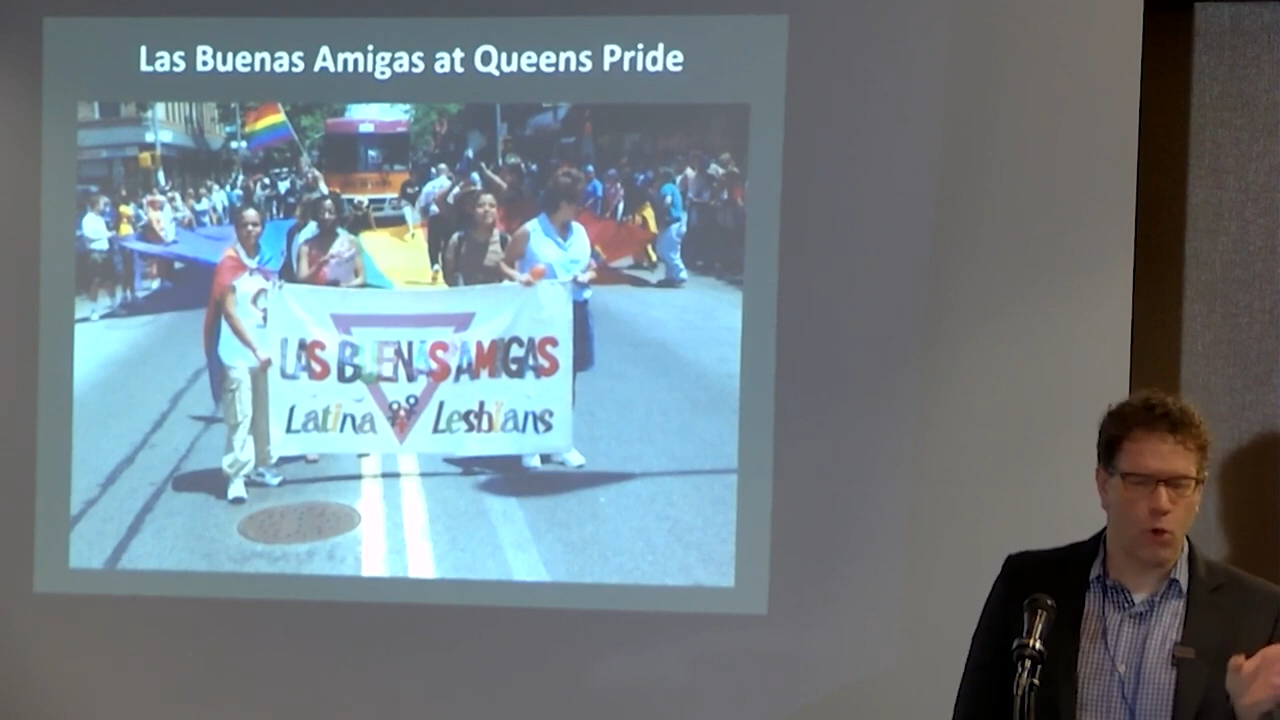 Las Buenas Amigas at Queens Pride
LAS BUENAS AMIGAS
Latina Lesbians